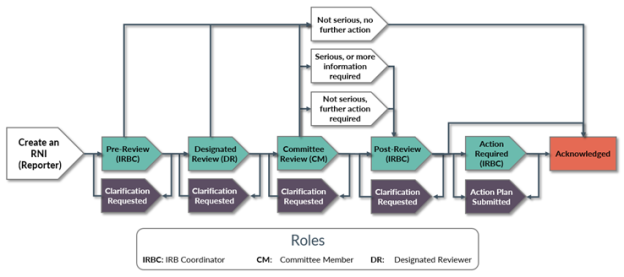 Not serious, no
further action
Serious, or more
information
required
Not serious,
further action
required
Create an
RNI
(Reporter)
Pre-Review
(IRBC)
Designated
Review (DR)
Committee
Review (CM)
Post-Review
(IRBC)
Action
Required
(IRBC)
Acknowledged
Clarification
Requested
Clarification
Requested
Clarification
Requested
Clarification
Requested
Action Plan
Submitted
Roles
IRBC: IRB Coordinator CM: Committee Member DR: Designated Reviewer